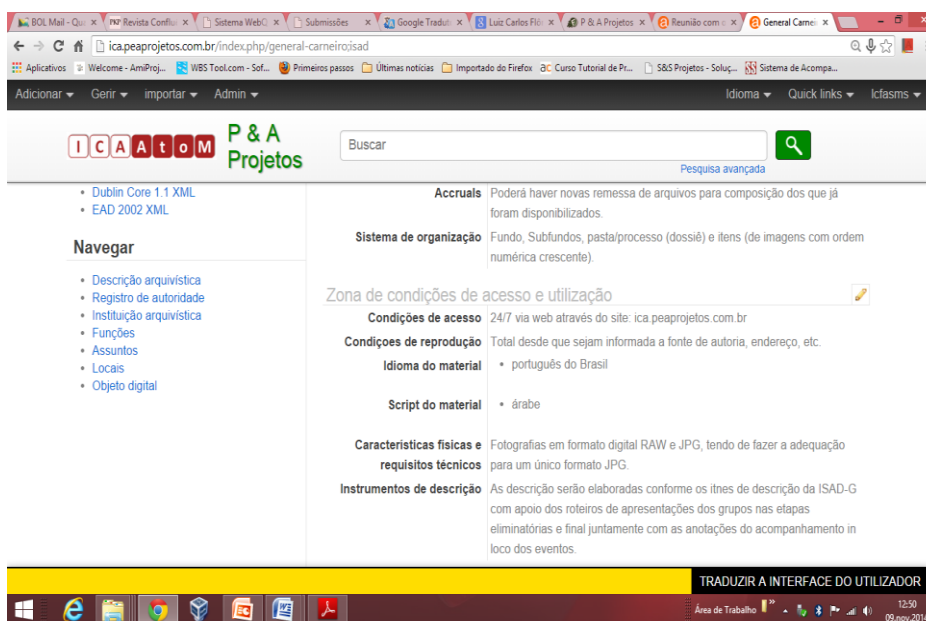 BOL Mail - Qu
Revista Conflu
Sistema WebQ
Submissões
Google Tradut
Luiz Carlos Fló
P & A Projetos
Reunião com
General Carnei
ica.peaprojetos.com.br/index.php/general-carneiro;isad
Aplicativos Welcome - AmiProj... WBS Tool.com - Sof... Primeiros passos Últimas notícias Importado do Firefox Curso Tutorial de Pr... S&S Projetos - Soluç... Sistema de Acompa...
Adicionar Gerir importar Admin Idioma Quick links lcfasms
ICAAtoM P & A Projetos
Buscar
Pesquisa avançada
Dublin Core 1.1 XML
EAD 2002 XML
Navegar
Descrição arquivística
Registro de autoridade
Instituição arquivística
Funções
Assuntos
Locais
Objeto digital
Accruals Poderá haver novas remessa de arquivos para composição dos que já
foram disponibilizados.
Sistema de organização Fundo, Subfundos, pasta/processo (dossiê) e itens (de imagens com ordem
numérica crescente).
Zona de condições de acesso e utilização
Condições de acesso 24/7 via web através do site: ica.peaprojetos.com.br
Condiçoes de reprodução Total desde que sejam informada a fonte de autoria, endereço, etc.
Idioma do material • português do Brasil
Script do material • árabe
Caracteristicas fisicas e Fotografias em formato digital RAW e JPG, tendo de fazer a adequação
requisitos técnicos para um único formato JPG.
Instrumentos de descrição As descrição serão elaboradas conforme os itnes de descrição da ISAD-G
com apoio dos roteiros de apresentações dos grupos nas etapas
eliminatórias e final juntamente com as anotações do acompanhamento in
loco dos eventos.
TRADUZIR A INTERFACE DO UTILIZADOR
Área de Trabalho
12:50
09.nov.201